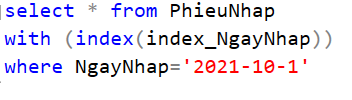 select * from PhieuNhap
with (index(index_NgayNhap))
where NgayNhap='2021-10-1'